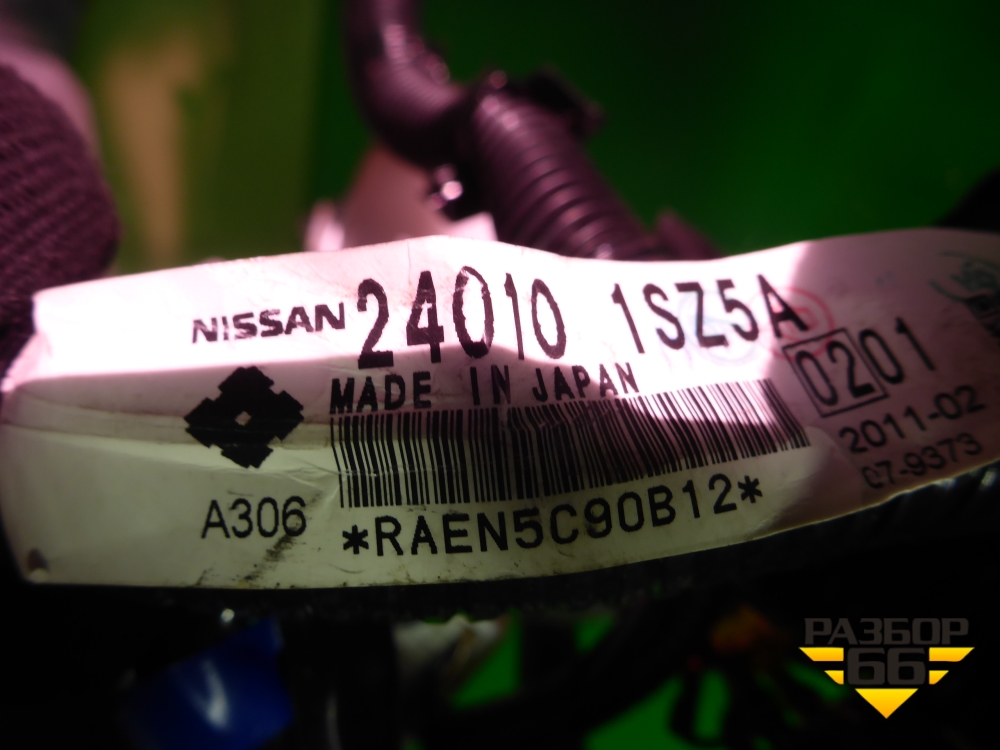 NISSAN 24010 1SZ5A
MADE IN JAPAN
0201
2011-02
07-9373
A306
*RAEN5C90B12*
РАЗБОР
66